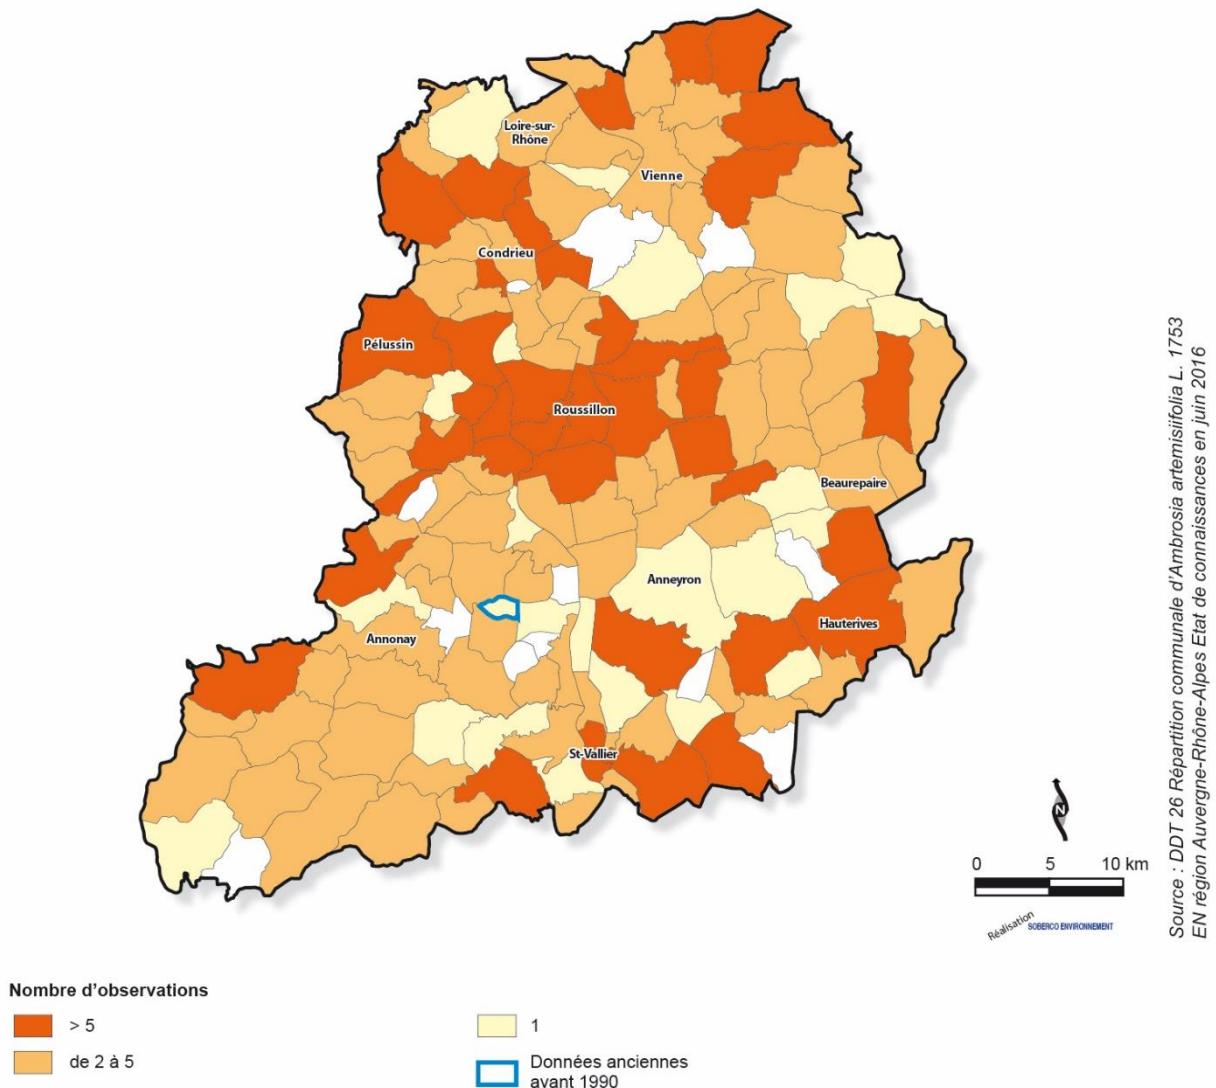 Loire-sur-
Rhône
Vienne
Condrieu
Pélussin
Roussillon
Beaurepaire
Anneyron
Hauterives
Annonay
St-Vallier
N
0 5 10 km
Réalisation SOBERCO ENVIRONNEMENT
Source : DDT 26 Répartition communale d'Ambrosia artemisiifolia L. 1753
EN région Auvergne-Rhône-Alpes Etat de connaissances en juin 2016
Nombre d'observations
> 5
de 2 à 5
1
Données anciennes
avant 1990